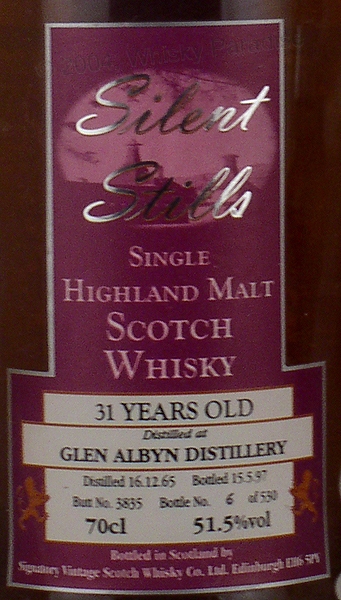 Silent
Stills
SINGLE
HIGHLAND MALT
SCOTCH
WHISKY
31 YEARS OLD
Distilled at
GLEN ALBYN DISTILLERY
Distilled 16.12.65 Bottled 15.5.97
Butt No. 3835 Bottle No. 6 of 530
70cl 51.5%vol
Bottled in Scotland by
Signatory Vintage Scotch Whisky Co. Ltd. Edinburgh EH6 5PY